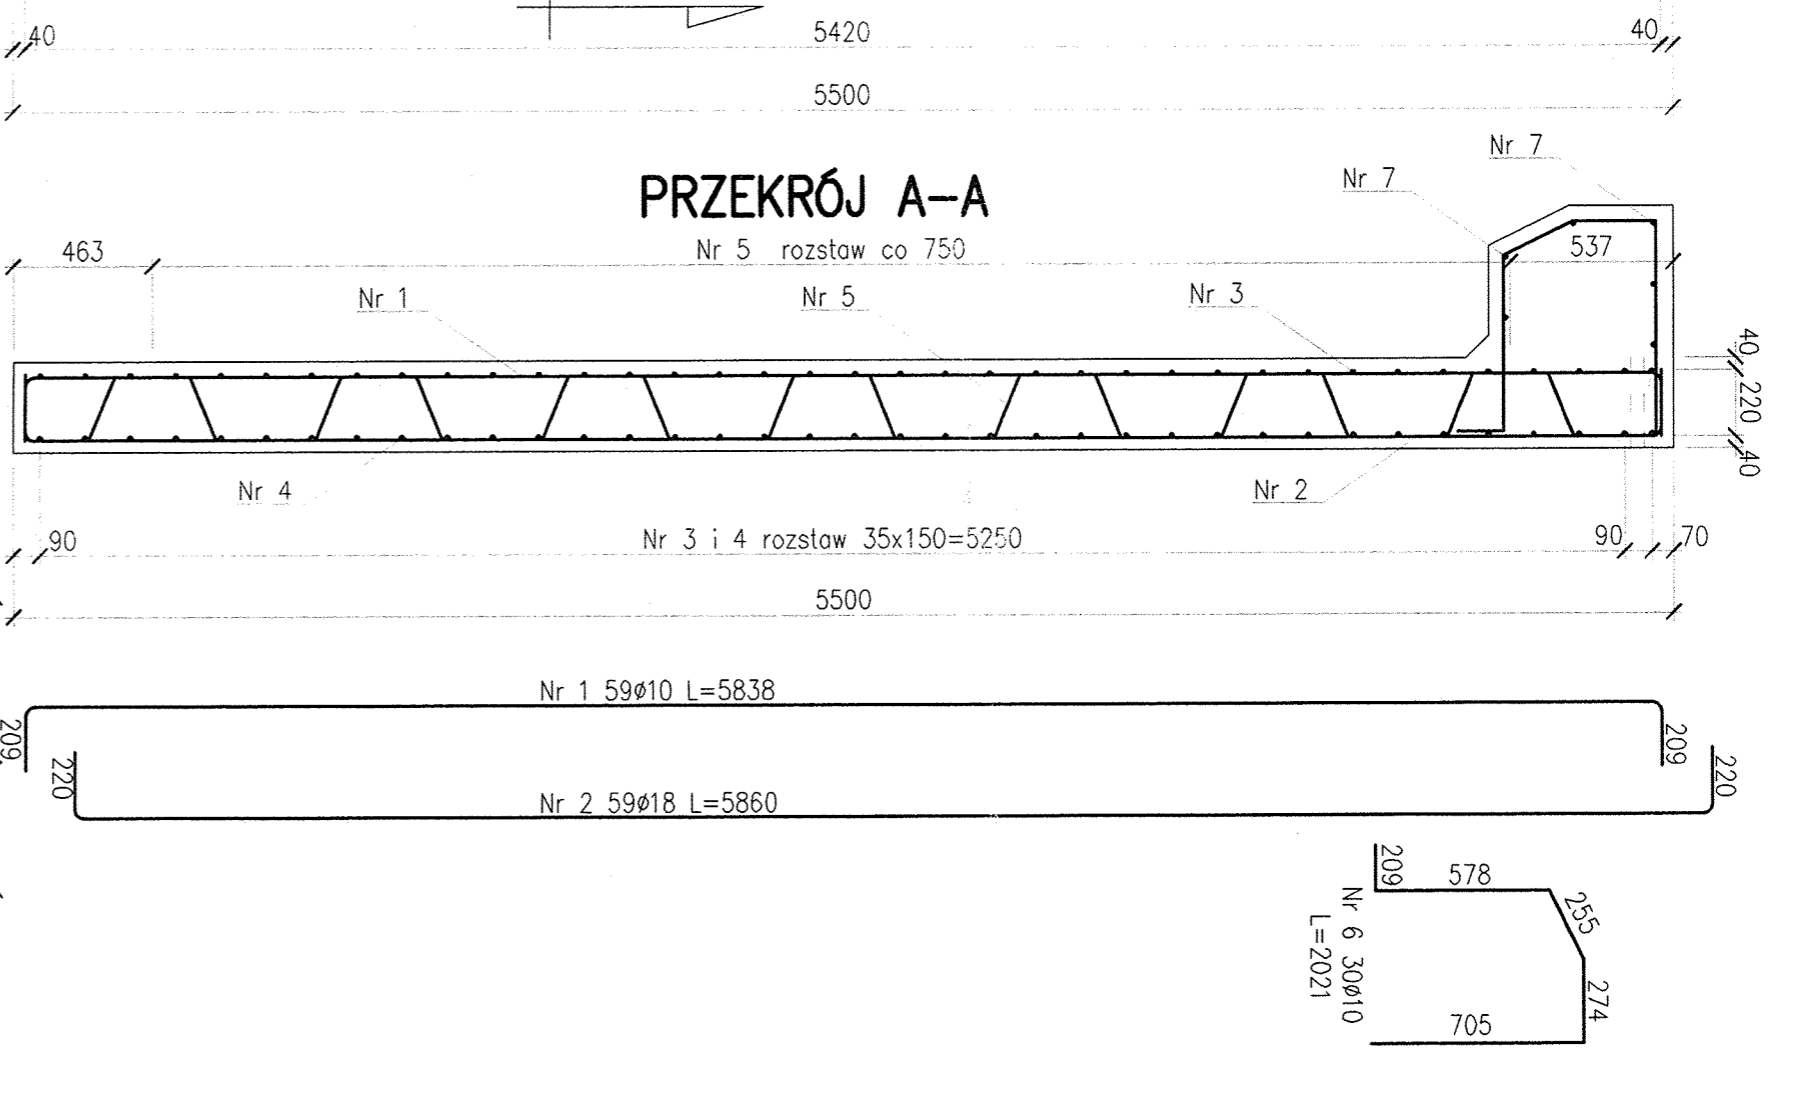 40 5420 40
5500
PRZEKRÓJ A-A
Nr 7
Nr 7
463 Nr 5 rozstaw co 750 537
Nr 1 Nr 5 Nr 3
40
220
40
Nr 4 Nr 2
90 Nr 3 i 4 rozstaw 35x150=5250 90 70
5500
Nr 1 59ø10 L=5838
209 209
220 220
Nr 2 59ø18 L=5860
209 578 255
Nr 6 30ø10
L=2021
274
705